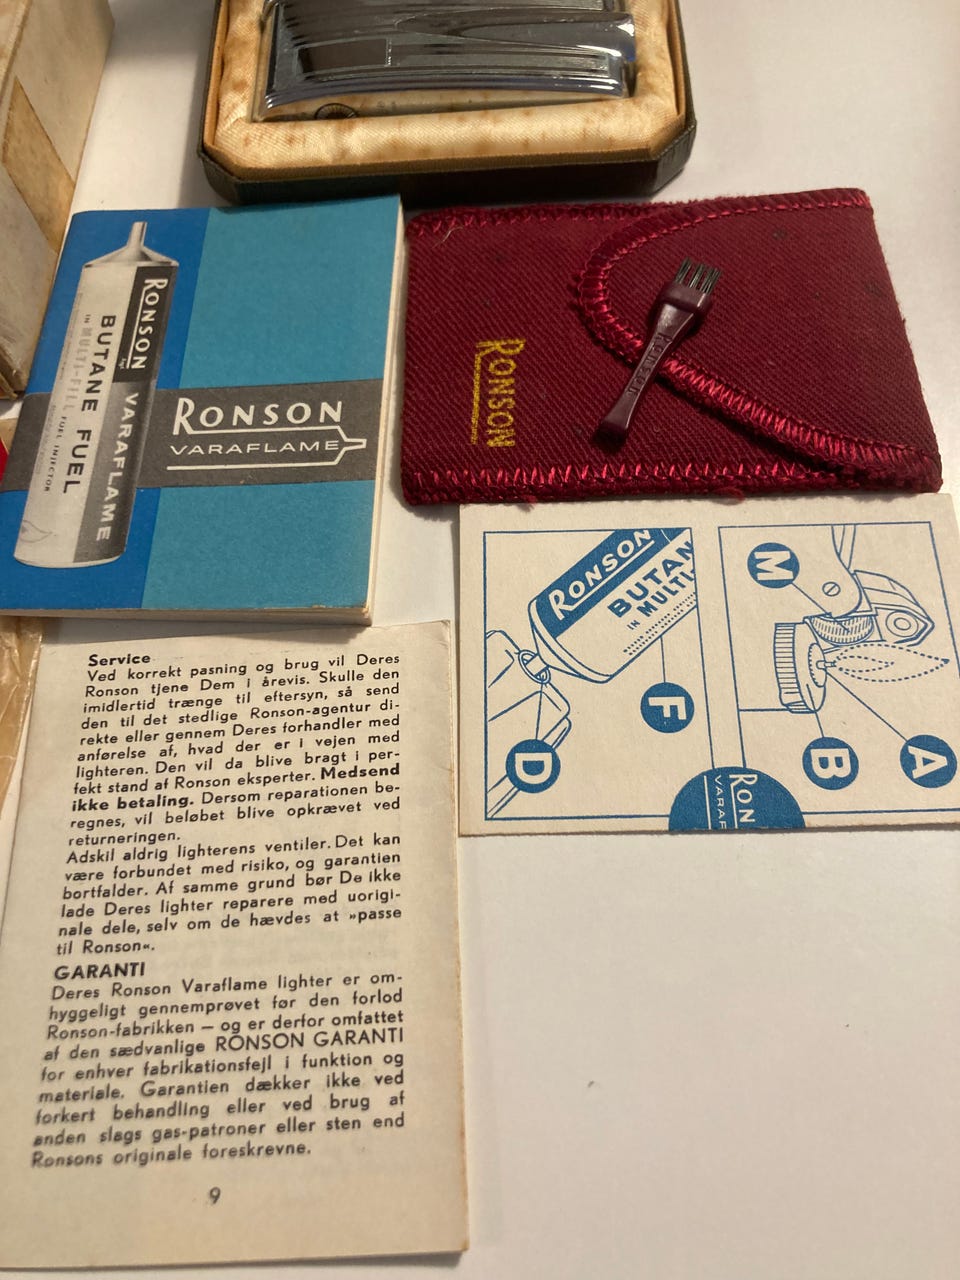 RONSON
VARAFLAME
BUTANE FUEL
IN MULTI-FILL FUEL INJECTOR
RONSON
VARAFLAME
RONSON
RONSON
RONSON
BUTAN
IN MULTI-
D
F
M
B
A
RON
VARAF
Service
Ved korrekt pasning og brug vil Deres
Ronson tjene Dem i årevis. Skulle den
imidlertid trænge til eftersyn, så send
den til det stedlige Ronson-agentur di-
rekte eller gennem Deres forhandler med
anførelse af, hvad der er i vejen med
lighteren. Den vil da blive bragt i per-
fekt stand af Ronson eksperter. Medsend
ikke betaling. Dersom reparationen be-
regnes, vil beløbet blive opkrævet ved
returneringen.
Adskil aldrig lighterens ventiler. Det kan
være forbundet med risiko, og garantien
bortfalder. Af samme grund bør De ikke
lade Deres lighter reparere med uorigi-
nale dele, selv om de hævdes at »passe
til Ronson«.
GARANTI
Deres Ronson Varaflame lighter er om-
hyggeligt gennemprøvet før den forlod
Ronson-fabrikken — og er derfor omfattet
af den sædvanlige RONSON GARANTI
for enhver fabrikationsfejl i funktion og
materiale. Garantien dækker ikke ved
forkert behandling eller ved brug af
anden slags gas-patroner eller sten end
Ronsons originale foreskrevne.
9